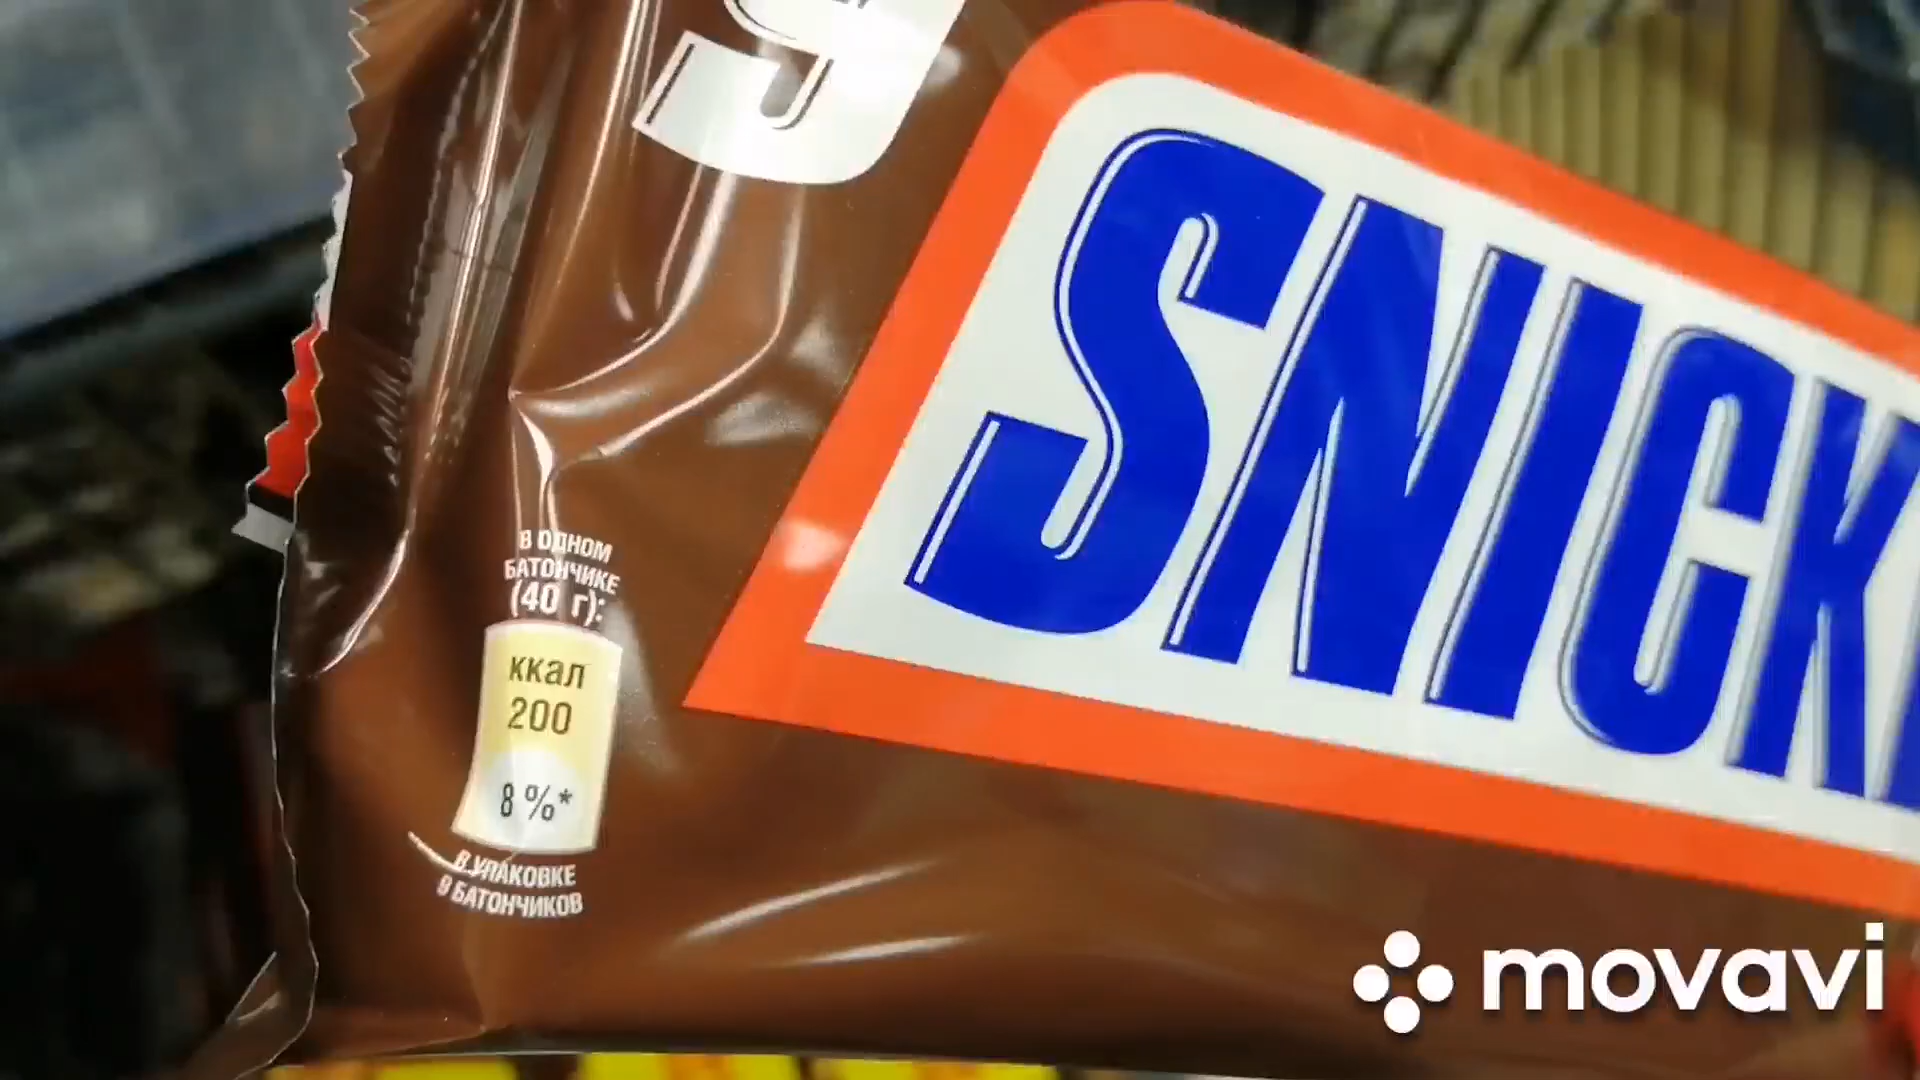 S
SNICK
В ОДНОМ
БАТОНЧИКЕ
(40 г):
ккал
200
8%*
В УПАКОВКЕ
9 БАТОНЧИКОВ
movavi